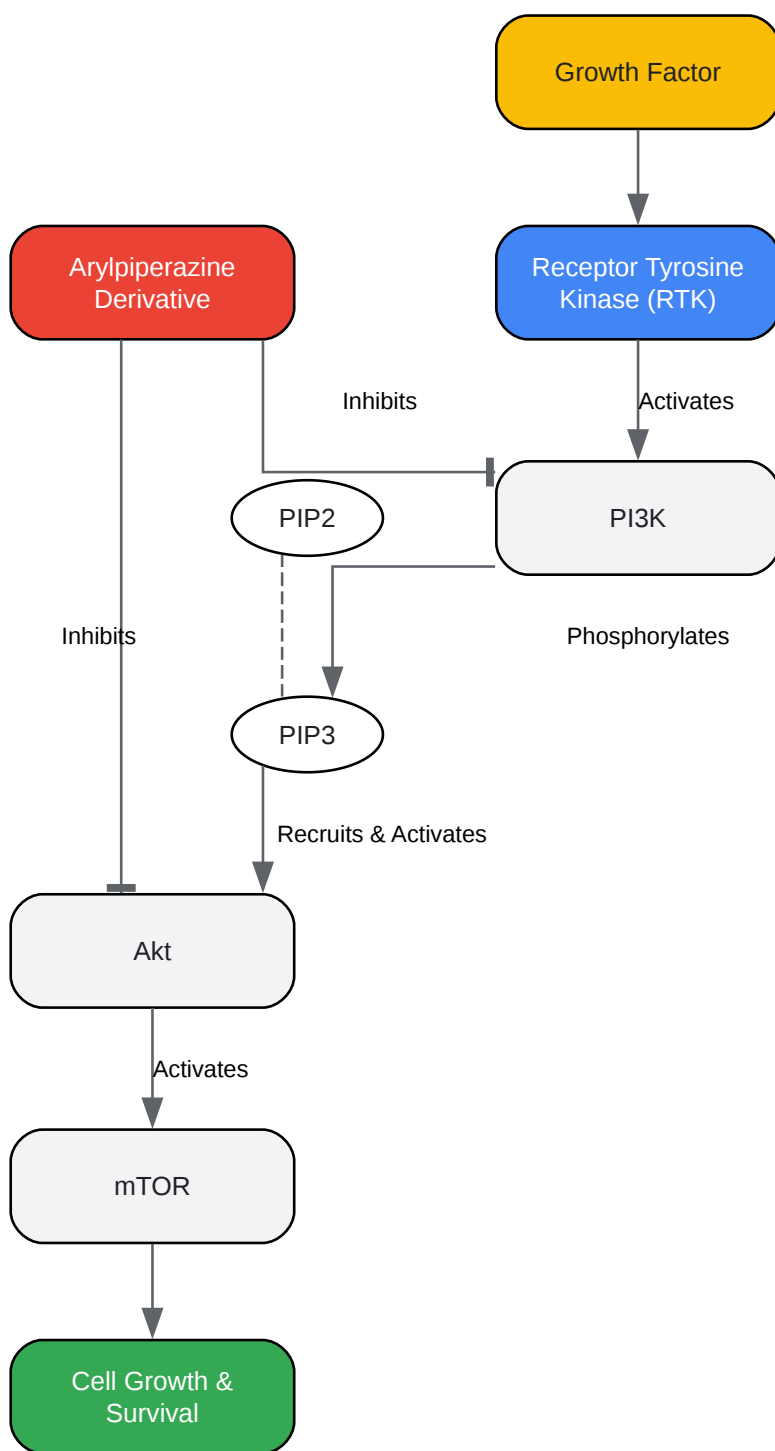 Growth Factor
Arylpiperazine
Derivative
Receptor Tyrosine
Kinase (RTK)
Inhibits
Activates
PIP2
PI3K
Inhibits
Phosphorylates
PIP3
Recruits & Activates
Akt
Activates
mTOR
Cell Growth &
Survival